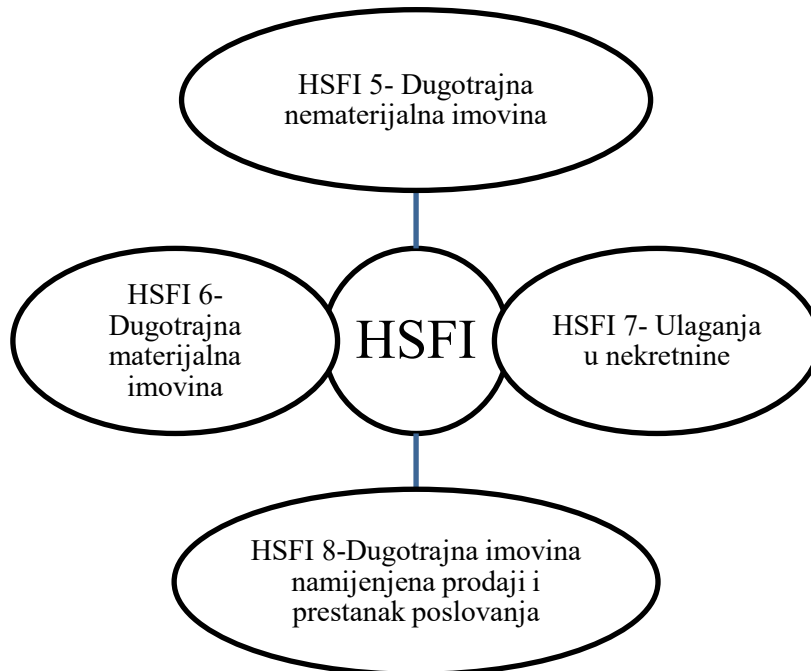 HSFI 5- Dugotrajna
nematerijalna imovina
HSFI 6-
Dugotrajna
materijalna
imovina
HSFI
HSFI 7- Ulaganja
u nekretnine
HSFI 8-Dugotrajna imovina
namijenjena prodaji i
prestanak poslovanja